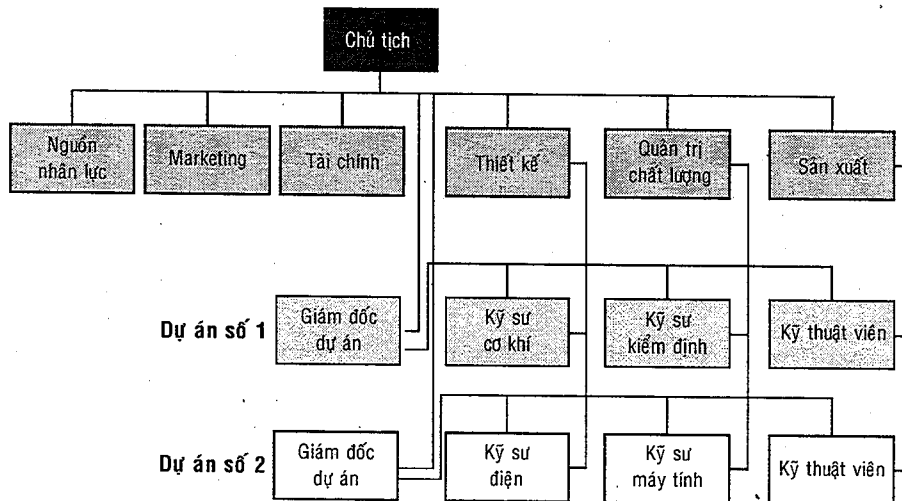 Chủ tịch
Nguồn
nhân lực
Marketing
Tài chính
Thiết kế
Quản trị
chất lượng
Sản xuất
Dự án số 1
Giám đốc
dự án
Kỹ sư
cơ khí
Kỹ sư
kiểm định
Kỹ thuật viên
Dự án số 2
Giám đốc
dự án
Kỹ sư
điện
Kỹ sư
máy tính
Kỹ thuật viên